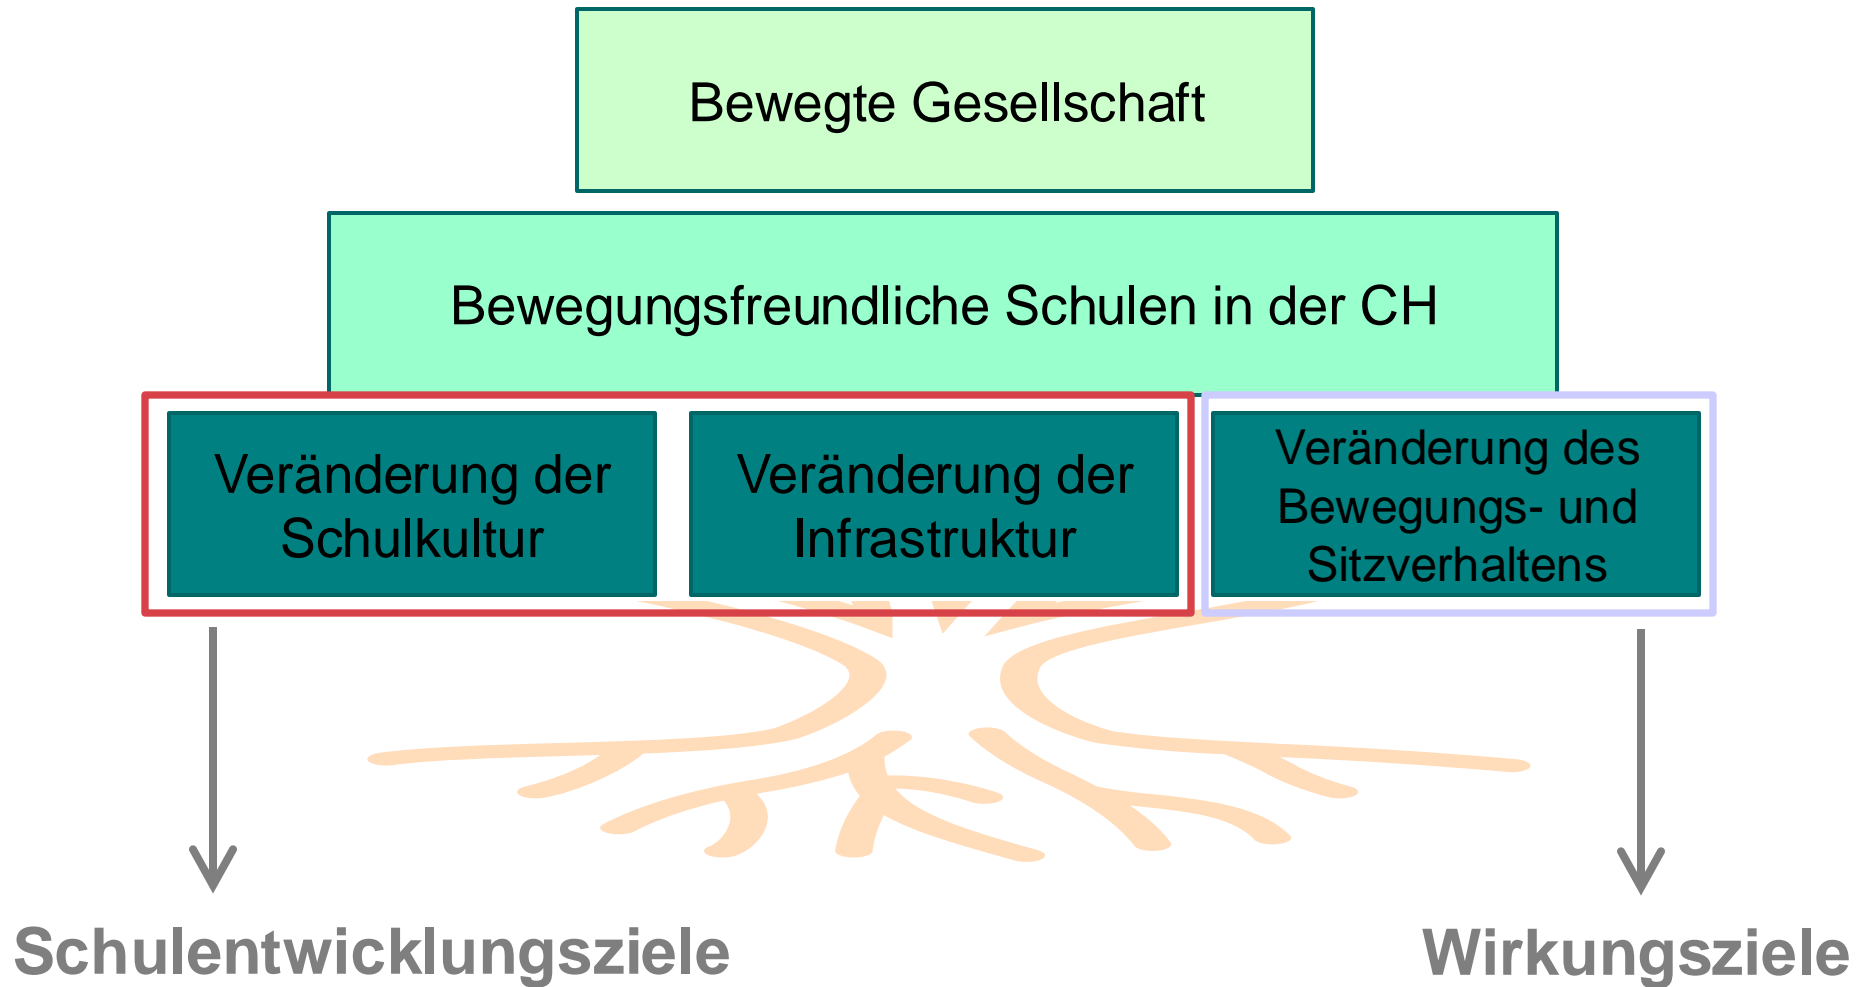 Bewegte Gesellschaft
Bewegungsfreundliche Schulen in der CH
Veränderung der
Schulkultur
Veränderung der
Infrastruktur
Veränderung des
Bewegungs- und
Sitzverhaltens
Schulentwicklungsziele
Wirkungsziele